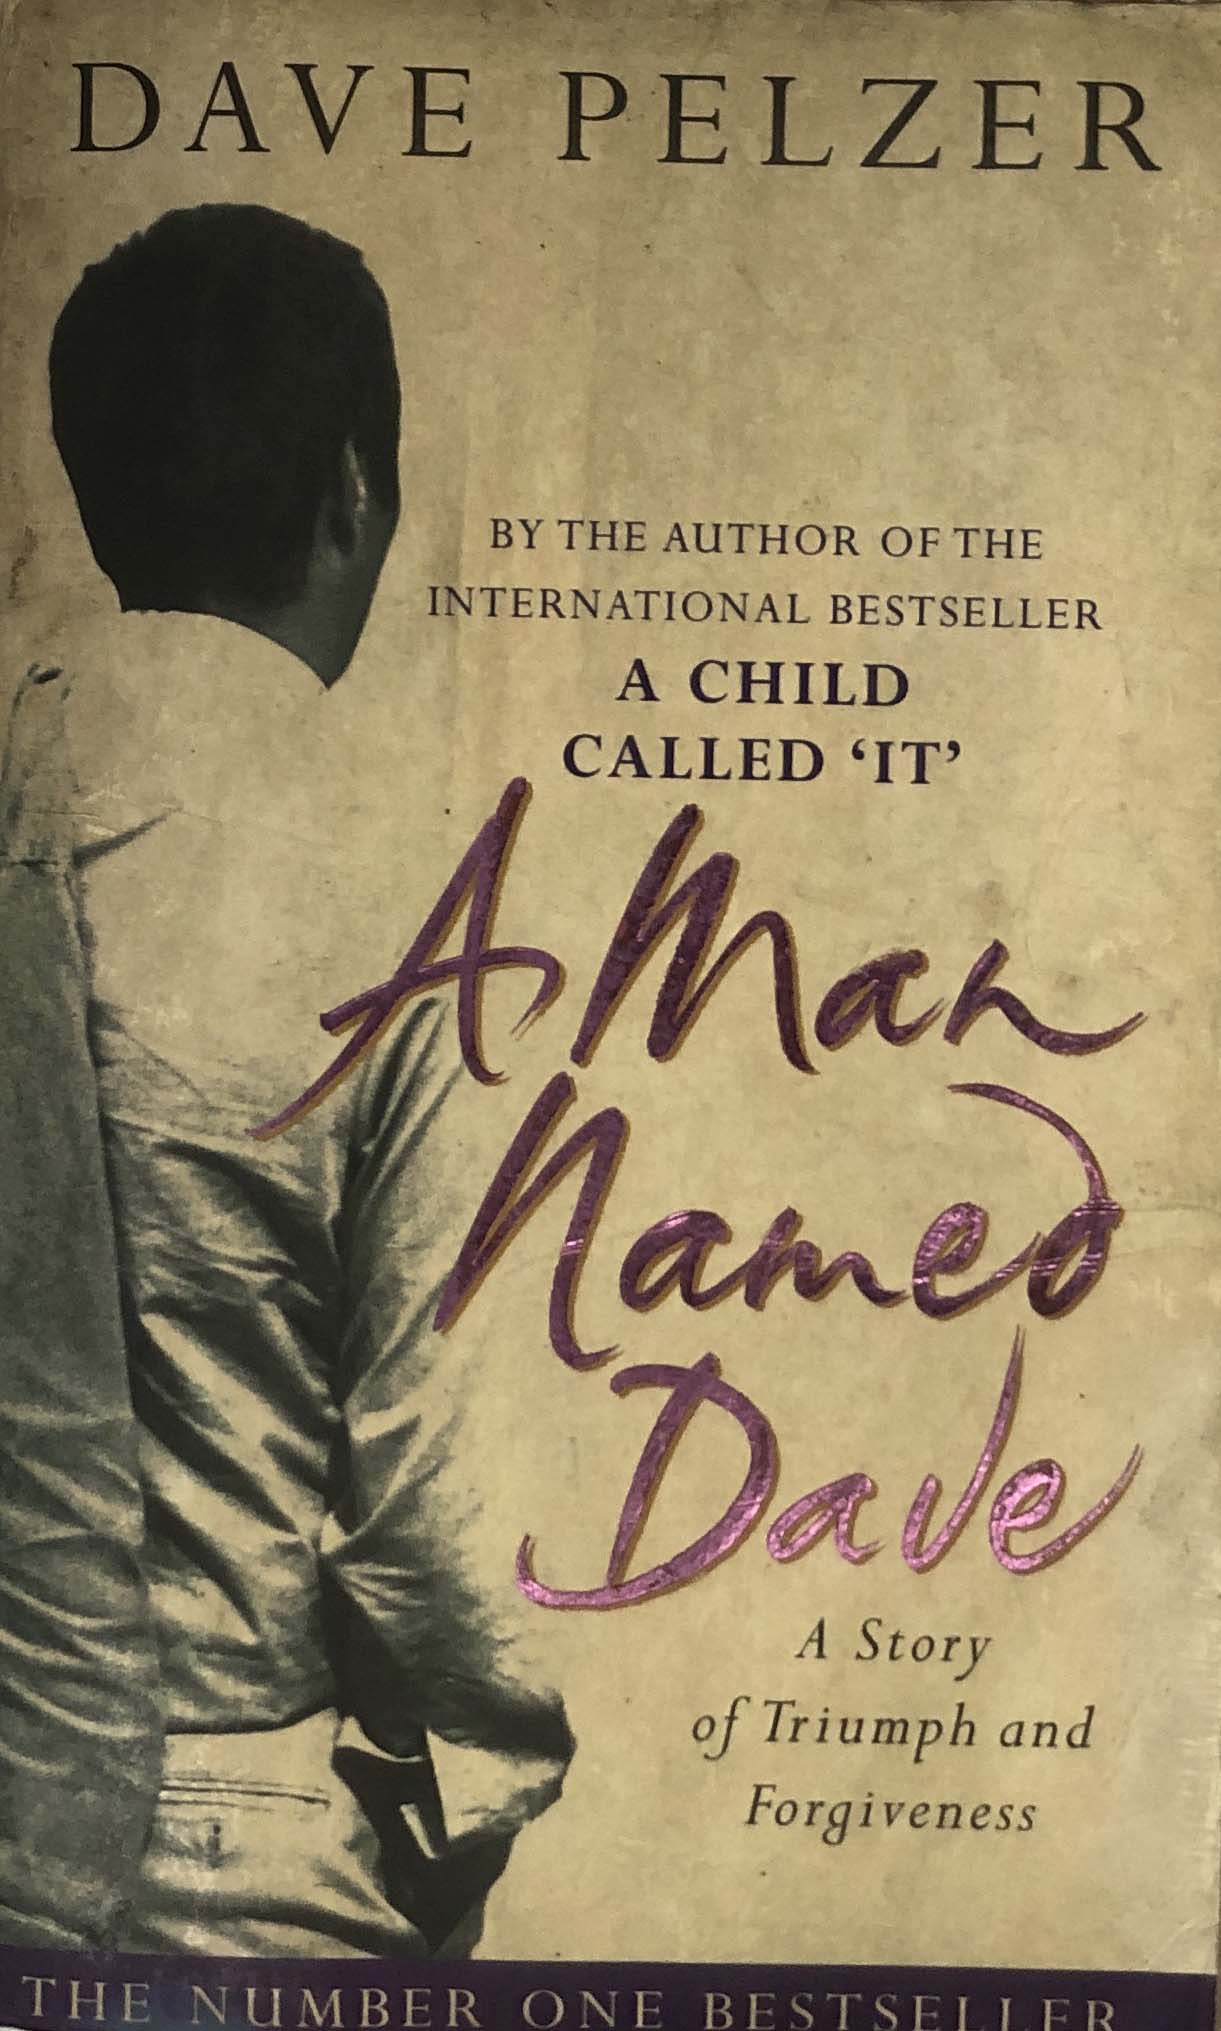 DAVE PELZER
BY THE AUTHOR OF THE
INTERNATIONAL BESTSELLER
A CHILD
CALLED ‘IT’
A Man
Named
Dave
A Story
of Triumph and
Forgiveness
THE NUMBER ONE BESTSELLER